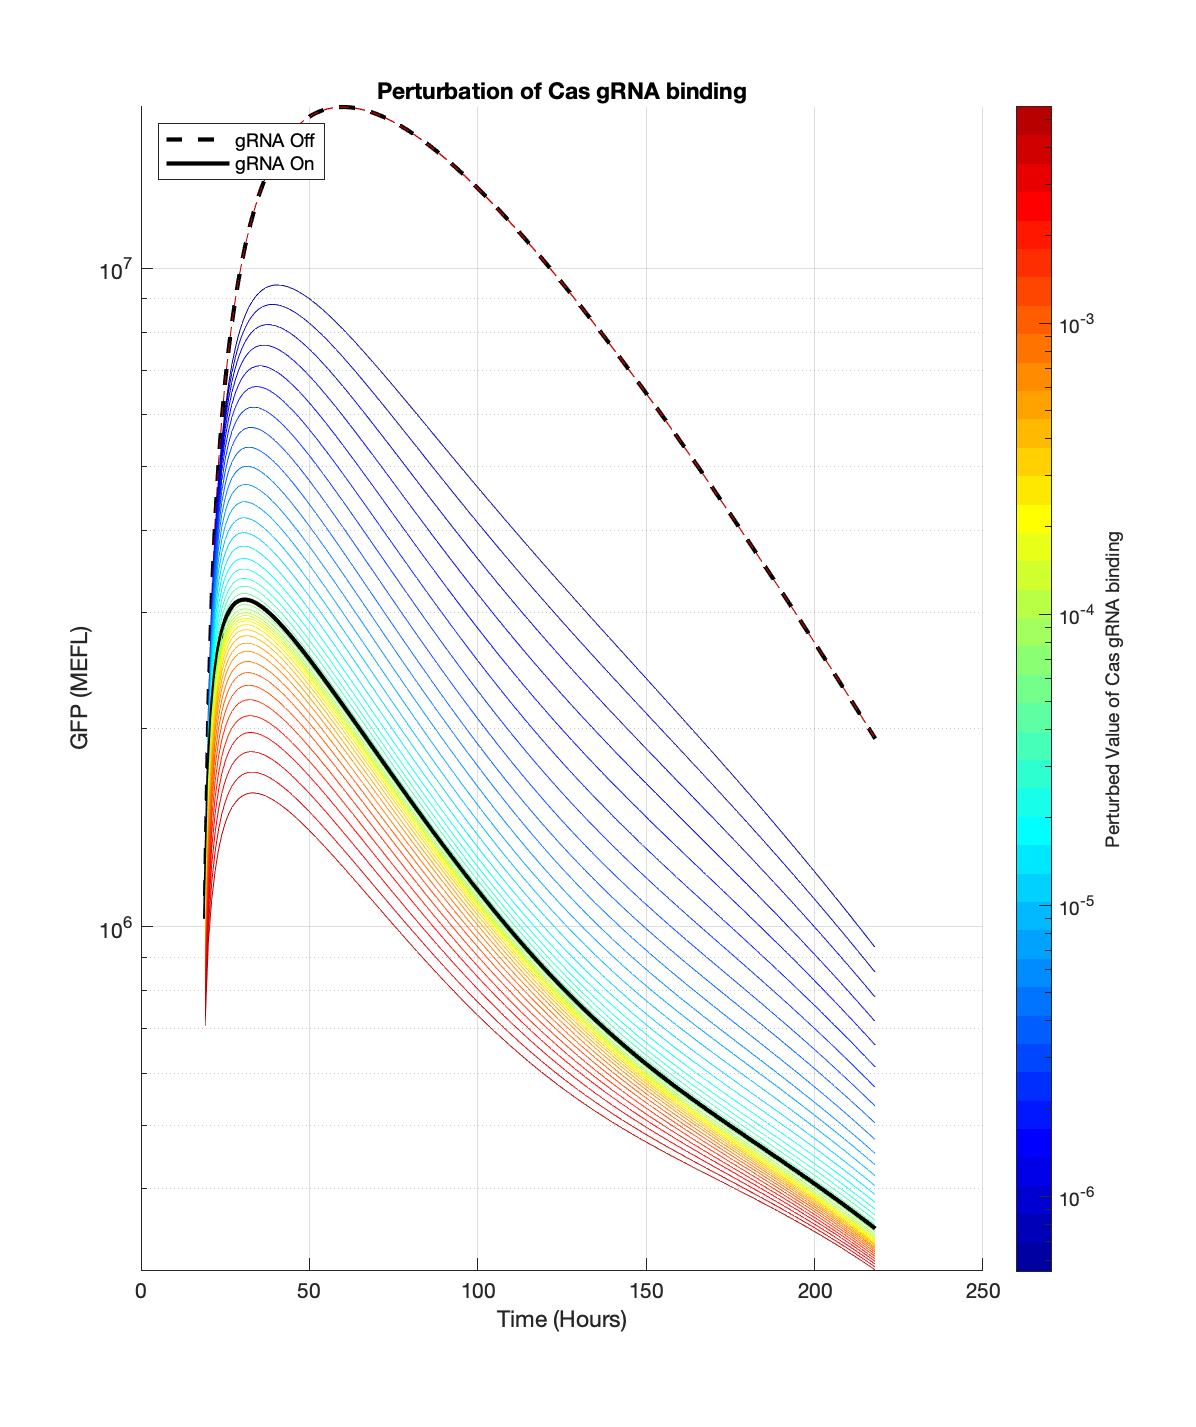 Perturbation of Cas gRNA binding
gRNA Off
gRNA On
10^7
10^6
GFP (MEFL)
0
50
100
150
200
250
Time (Hours)
10^-3
10^-4
10^-5
10^-6
Perturbed Value of Cas gRNA binding